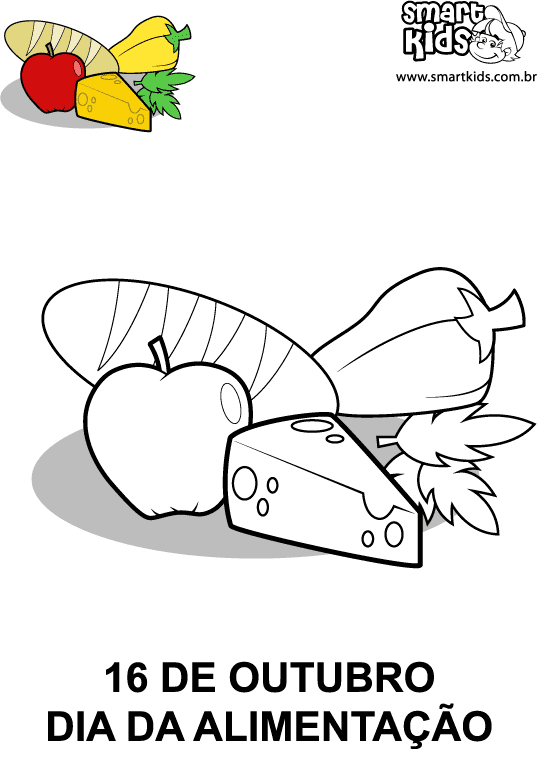 smart
kids
www.smartkids.com.br
16 DE OUTUBRO
DIA DA ALIMENTAÇÃO